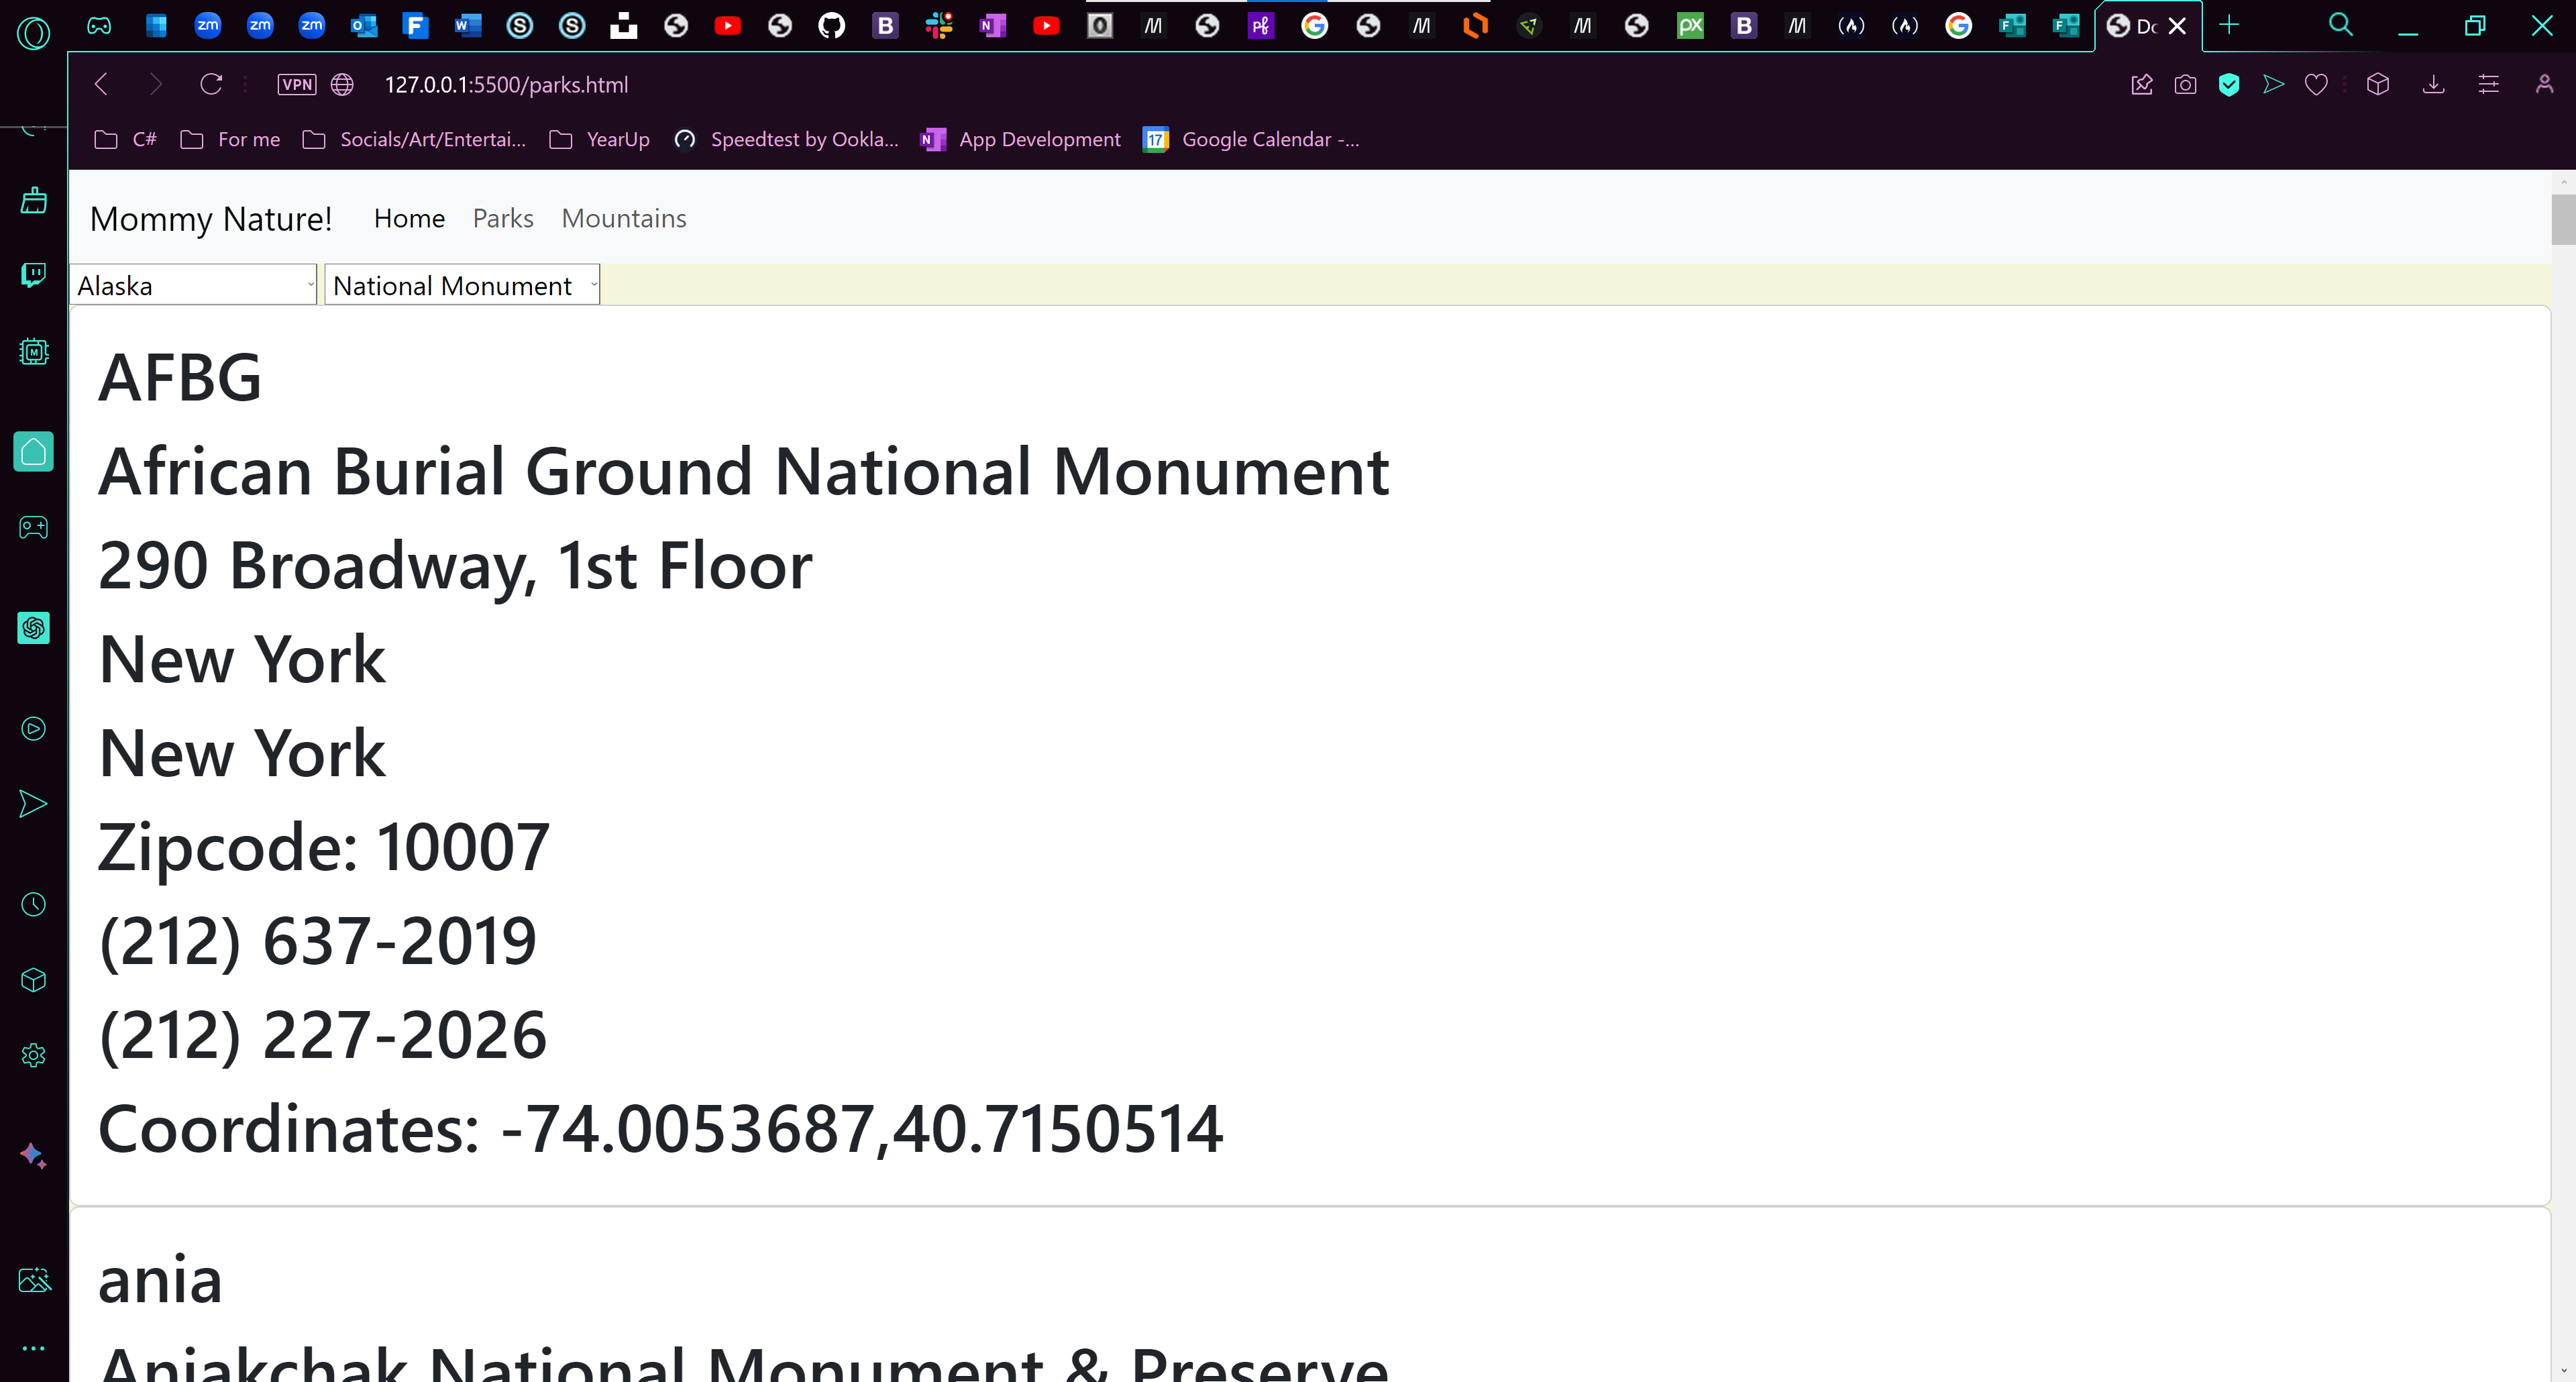 Dc
VPN 127.0.0.1:5500/parks.html
C# For me Socials/Art/Entertai... YearUp Speedtest by Ookla... App Development Google Calendar -...
Mommy Nature! Home Parks Mountains
Alaska National Monument
AFBG
African Burial Ground National Monument
290 Broadway, 1st Floor
New York
New York
Zipcode: 10007
(212) 637-2019
(212) 227-2026
Coordinates: -74.0053687,40.7150514
ania
Aniakchak National Monument & Preserve